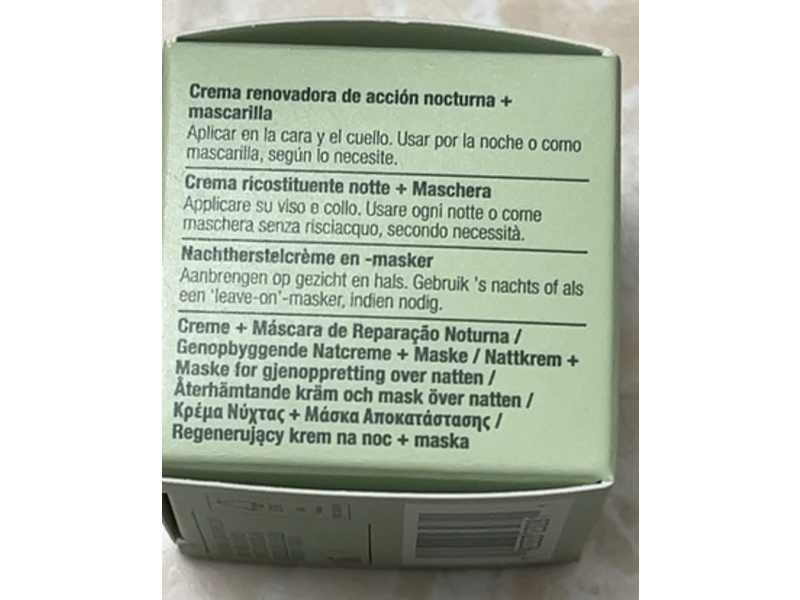 Crema renovadora de acción nocturna +
mascarilla
Aplicar en la cara y el cuello. Usar por la noche o como
mascarilla, según lo necesite.
Crema ricostituente notte + Maschera
Applicare su viso e collo. Usare ogni notte o come
maschera senza risciacquo, secondo necessità.
Nachtherstelcrème en -masker
Aanbrengen op gezicht en hals. Gebruik 's nachts of als
een 'leave-on'-masker, indien nodig.
Creme + Máscara de Reparação Noturna /
Genopbyggende Natcreme + Maske / Nattkrem +
Maske for gjenoppretting over natten /
Återhämtande kräm och mask över natten /
Κρέμα Νύχτας + Μάσκα Αποκατάστασης /
Regenerujący krem na noc + maska